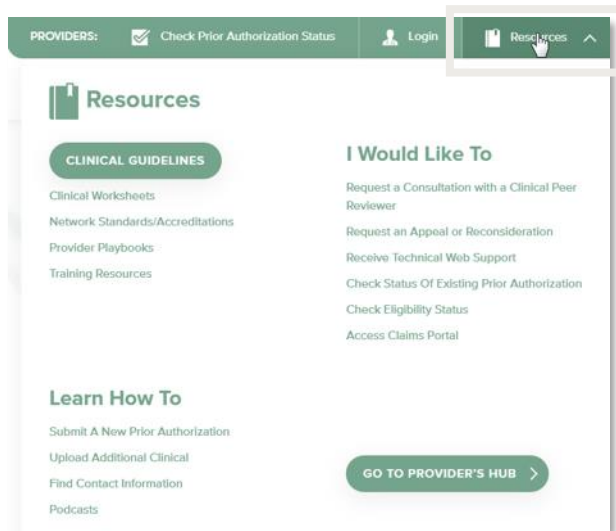 PROVIDERS:
Check Prior Authorization Status
Login
Resources
Resources
CLINICAL GUIDELINES
Clinical Worksheets
Network Standards/Accreditations
Provider Playbooks
Training Resources
I Would Like To
Request a Consultation with a Clinical Peer
Reviewer
Request an Appeal or Reconsideration
Receive Technical Web Support
Check Status Of Existing Prior Authorization
Check Eligibility Status
Access Claims Portal
Learn How To
Submit A New Prior Authorization
Upload Additional Clinical
Find Contact Information
Podcasts
GO TO PROVIDER'S HUB